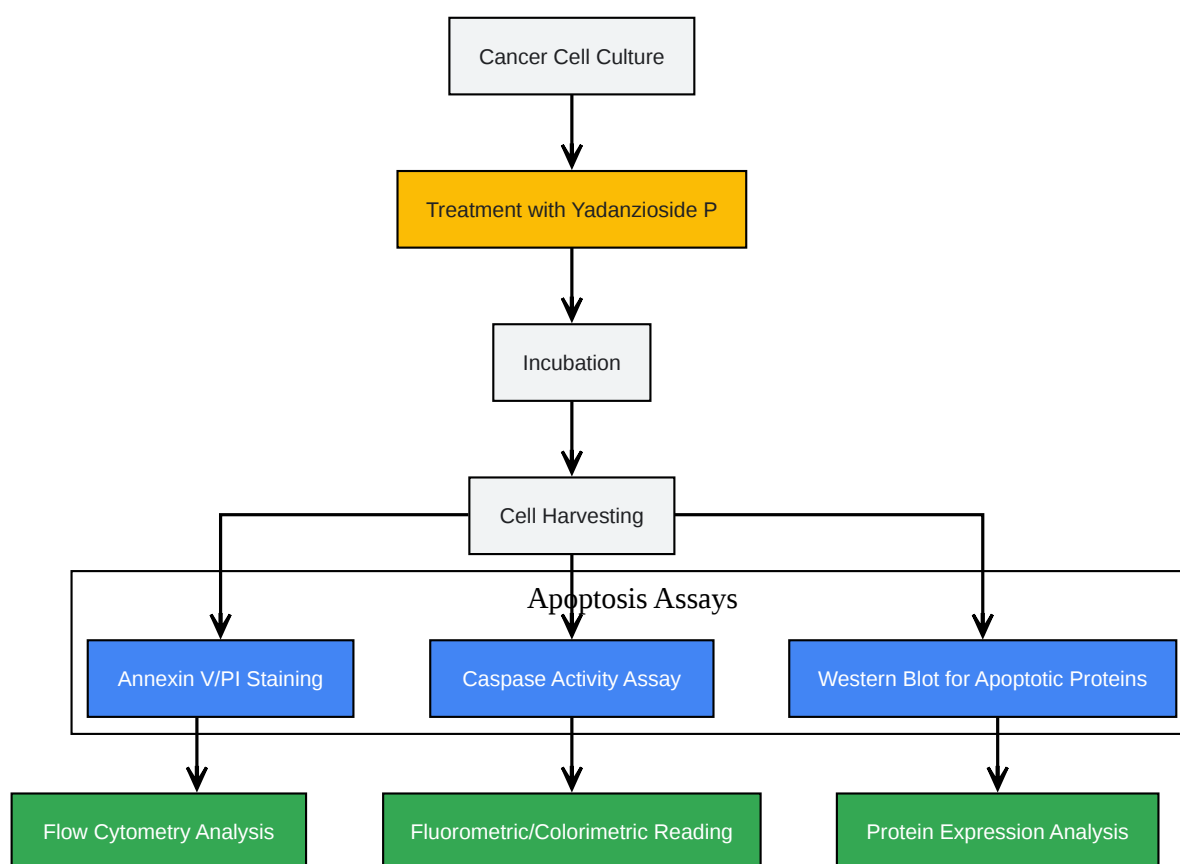 Cancer Cell Culture
Treatment with Yadanzioside P
Incubation
Cell Harvesting
Apoptosis Assays
Annexin V/PI Staining
Caspase Activity Assay
Western Blot for Apoptotic Proteins
Flow Cytometry Analysis
Fluorometric/Colorimetric Reading
Protein Expression Analysis